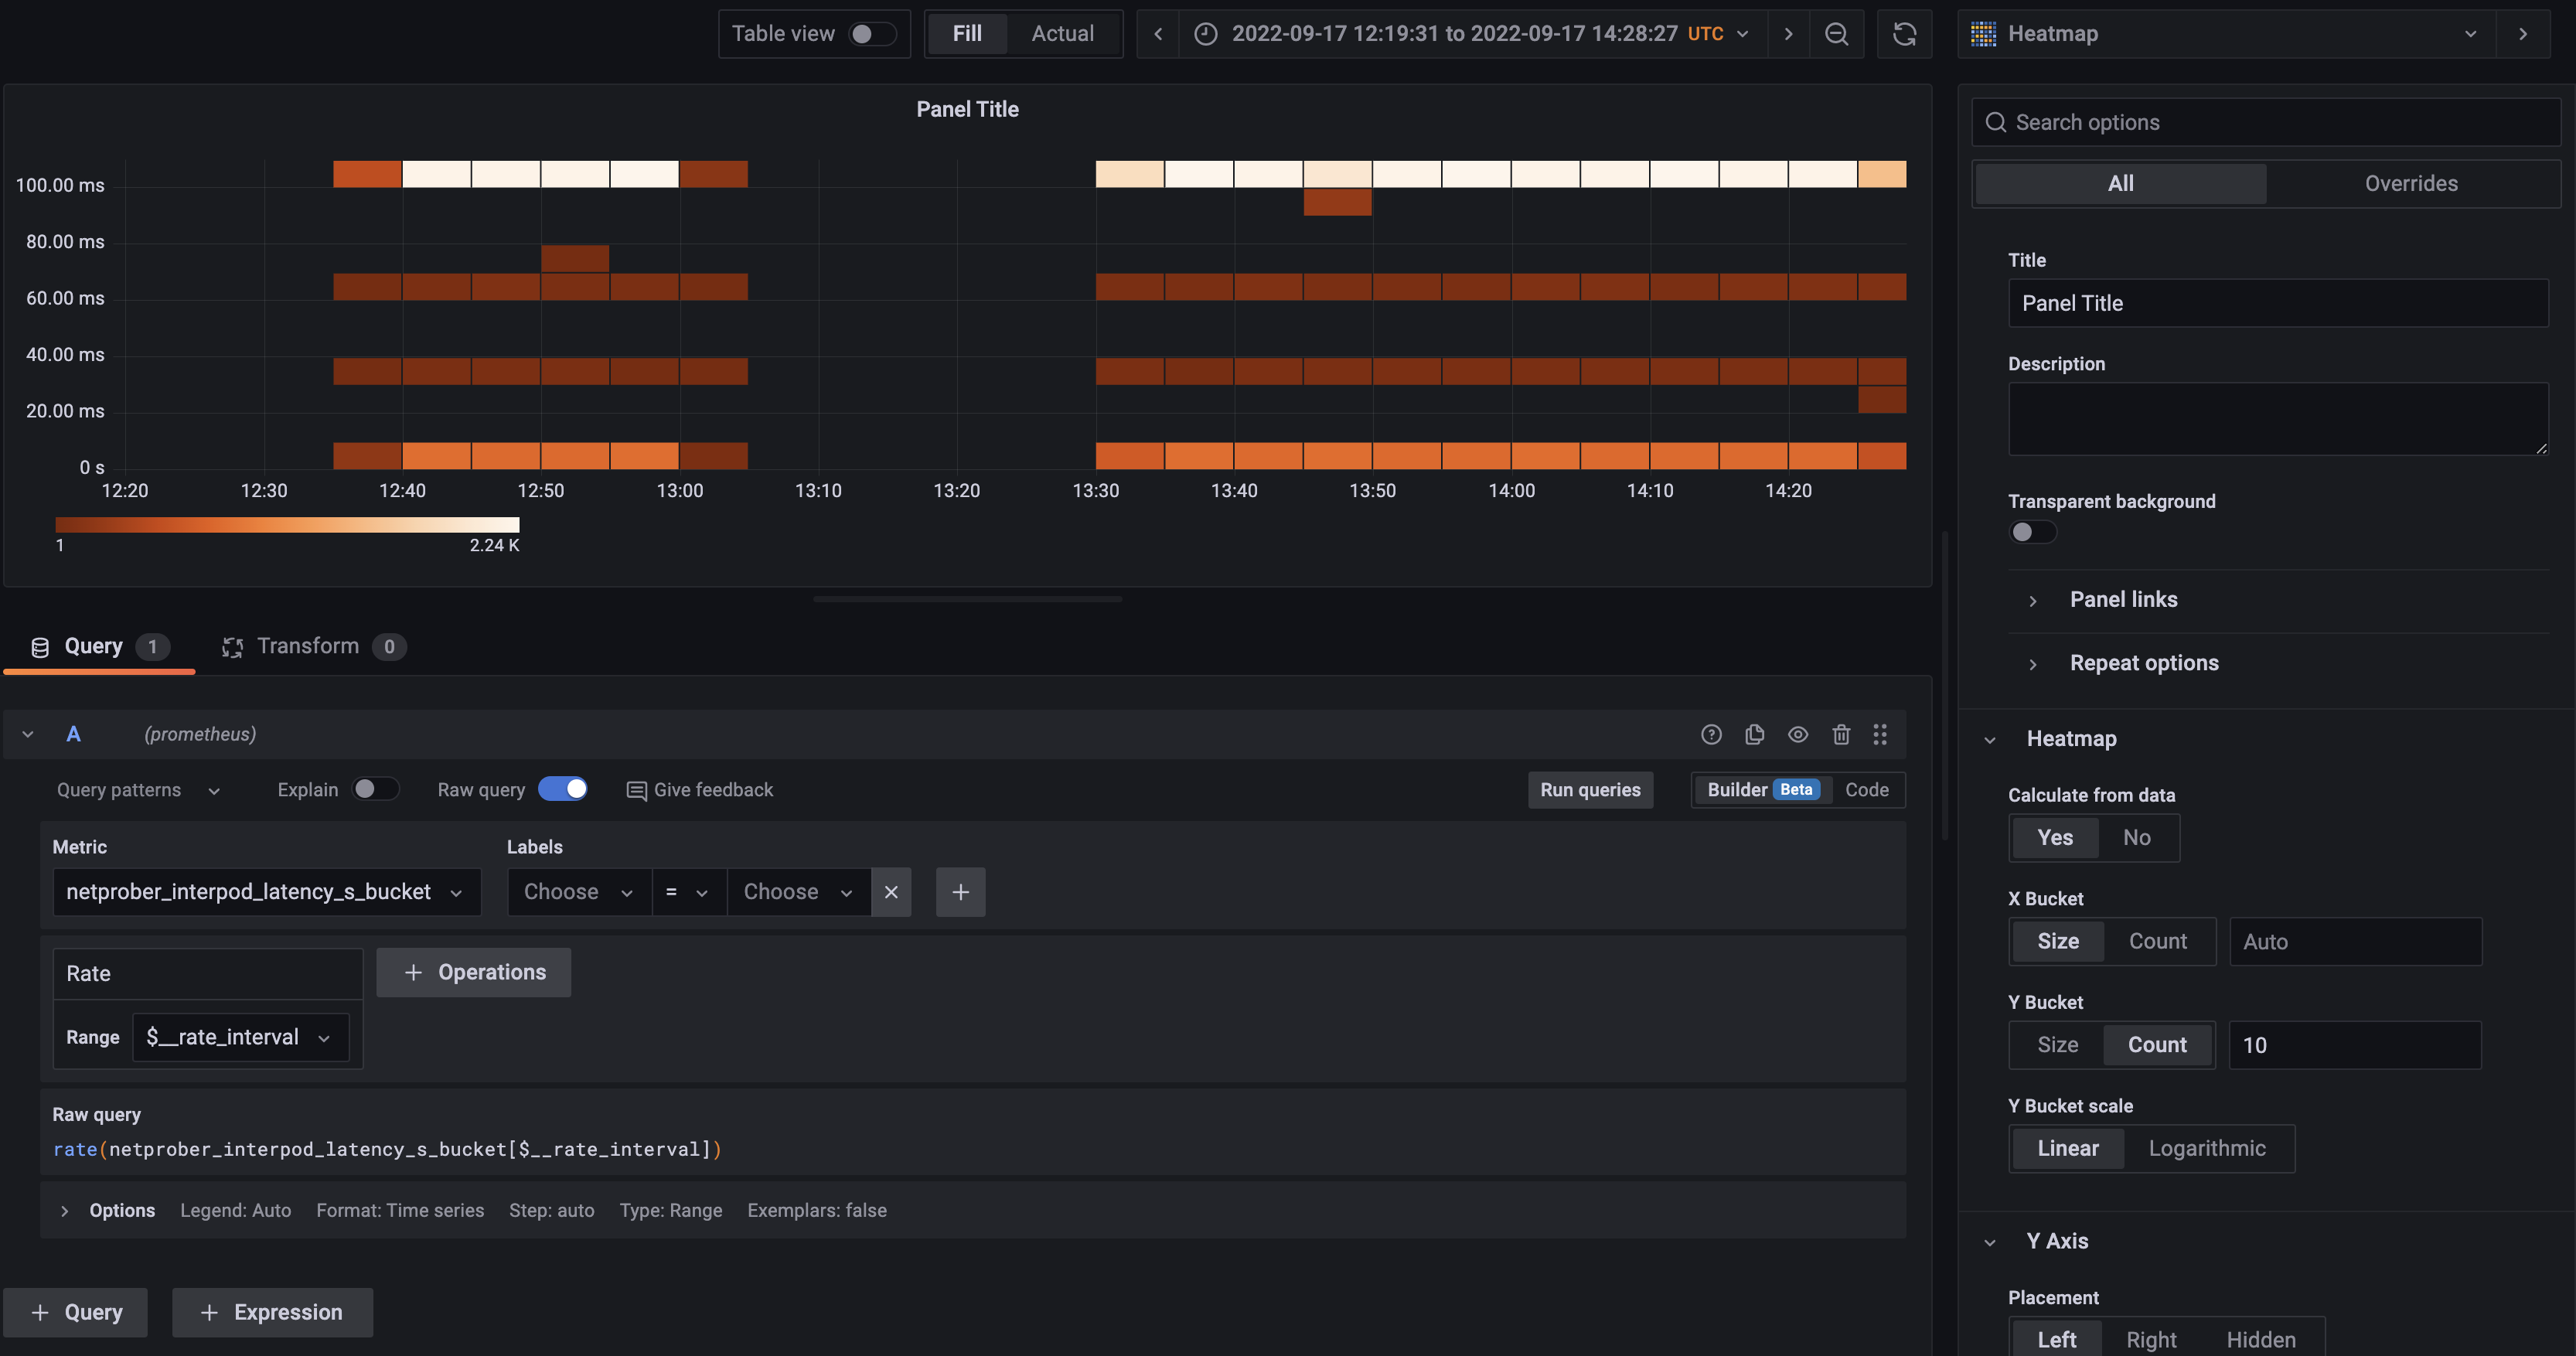 Table view Fill Actual 2022-09-17 12:19:31 to 2022-09-17 14:28:27 UTC Heatmap
Panel Title
100.00 ms
80.00 ms
60.00 ms
40.00 ms
20.00 ms
0 s
12:20 12:30 12:40 12:50 13:00 13:10 13:20 13:30 13:40 13:50 14:00 14:10 14:20
1 2.24 K
Query 1 Transform 0
A (prometheus)
Query patterns Explain Raw query Give feedback Run queries Builder Beta Code
Metric Labels
netprober_interpod_latency_s_bucket Choose = Choose
Rate Operations
Range $__rate_interval
Raw query
rate(netprober_interpod_latency_s_bucket[$__rate_interval])
Options Legend: Auto Format: Time series Step: auto Type: Range Exemplars: false
+ Query + Expression
Search options
All Overrides
Title
Panel Title
Description
Transparent background
Panel links
Repeat options
Heatmap
Calculate from data
Yes No
X Bucket
Size Count Auto
Y Bucket
Size Count 10
Y Bucket scale
Linear Logarithmic
Y Axis
Placement
Left Right Hidden